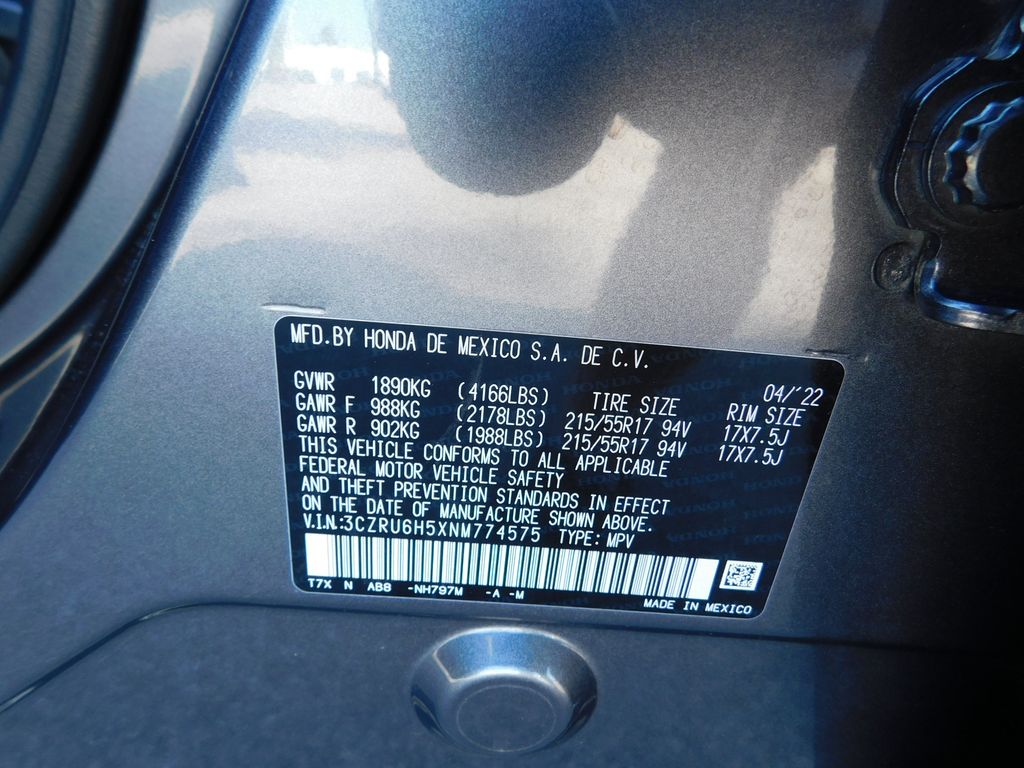 MFD.BY HONDA DE MEXICO S.A. DE C.V.
04/'22
GVWR 1890KG (4166LBS) TIRE SIZE RIM SIZE
GAWR F 988KG (2178LBS) 215/55R17 94V 17X7.5J
GAWR R 902KG (1988LBS) 215/55R17 94V 17X7.5J
THIS VEHICLE CONFORMS TO ALL APPLICABLE
FEDERAL MOTOR VEHICLE SAFETY
AND THEFT PREVENTION STANDARDS IN EFFECT
ON THE DATE OF MANUFACTURE SHOWN ABOVE.
V.I.N:3CZRU6H5XNM774575 TYPE: MPV
T7X N AB8 -NH797M -A -M
MADE IN MEXICO